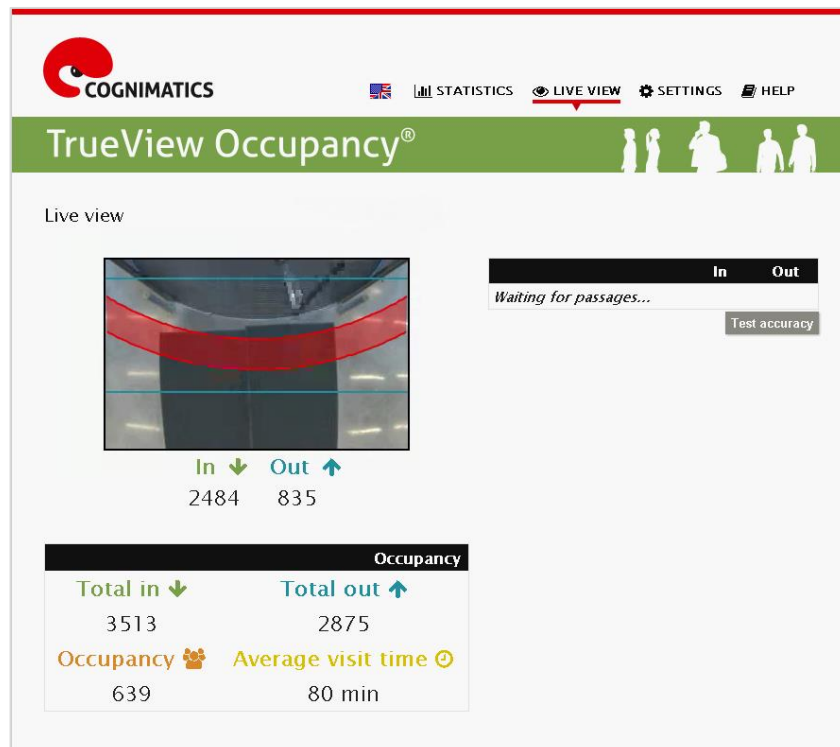 COGNIMATICS
STATISTICS LIVE VIEW SETTINGS HELP
TrueView Occupancy®
Live view
In Out
Waiting for passages...
Test accuracy
In Out
2484 835
Occupancy
Total in Total out
3513 2875
Occupancy Average visit time
639 80 min